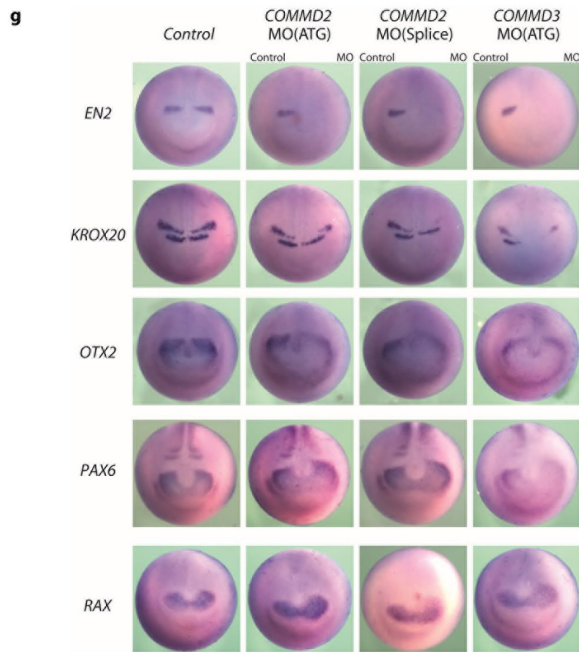 g
COMMD2 COMMD2 COMMD3
Control MO(ATG) MO(Splice) MO(ATG)
Control MO Control MO Control MO
EN2
KROX20
OTX2
PAX6
RAX